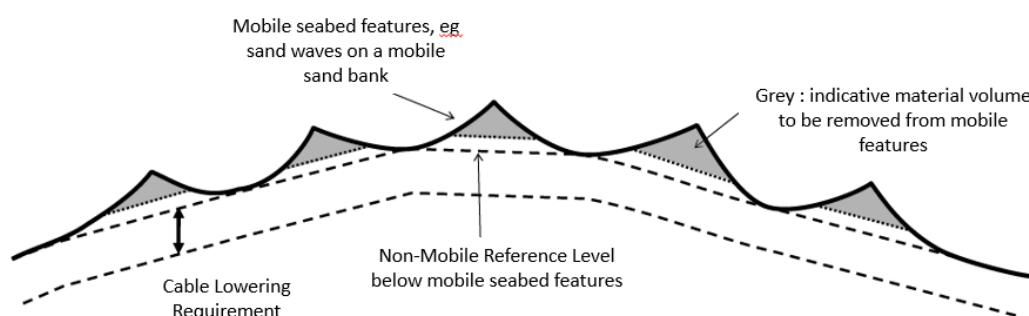 Mobile seabed features, eg
sand waves on a mobile
sand bank
Grey : indicative material volume
to be removed from mobile
features
Non-Mobile Reference Level
below mobile seabed features
Cable Lowering
Requirement